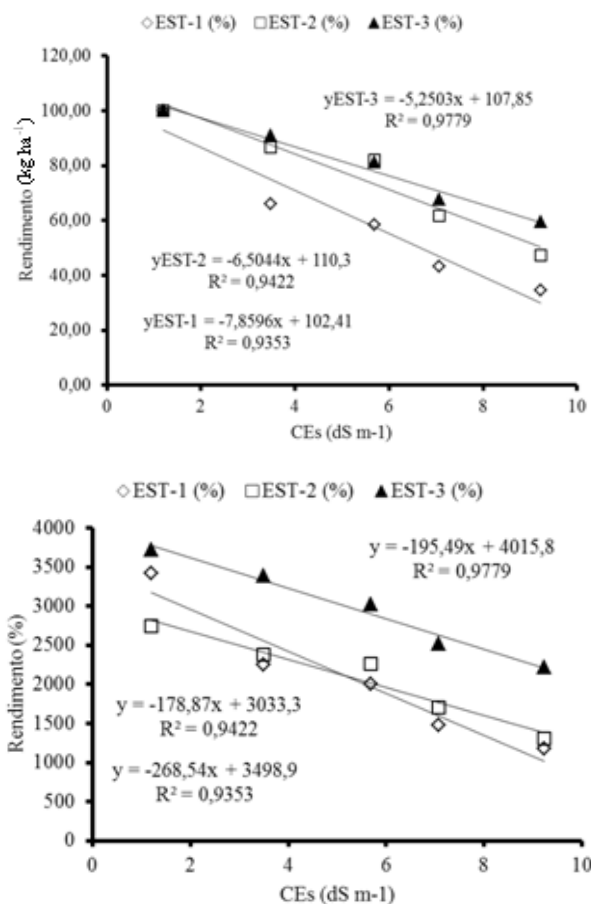 ◇EST-1 (%) □EST-2 (%) ▲EST-3 (%)
120,00
100,00
80,00
60,00
40,00
20,00
0,00
Rendimento (kg ha⁻¹)
yEST-3 = -5,2503x + 107,85
R² = 0,9779
yEST-2 = -6,5044x + 110,3
R² = 0,9422
yEST-1 = -7,8596x + 102,41
R² = 0,9353
0 2 4 6 8 10
CEs (dS m-1)
◇EST-1 (%) □EST-2 (%) ▲EST-3 (%)
4000
3500
3000
2500
2000
1500
1000
500
0
Rendimento (%)
y = -195,49x + 4015,8
R² = 0,9779
y = -178,87x + 3033,3
R² = 0,9422
y = -268,54x + 3498,9
R² = 0,9353
0 2 4 6 8 10
CEs (dS m-1)